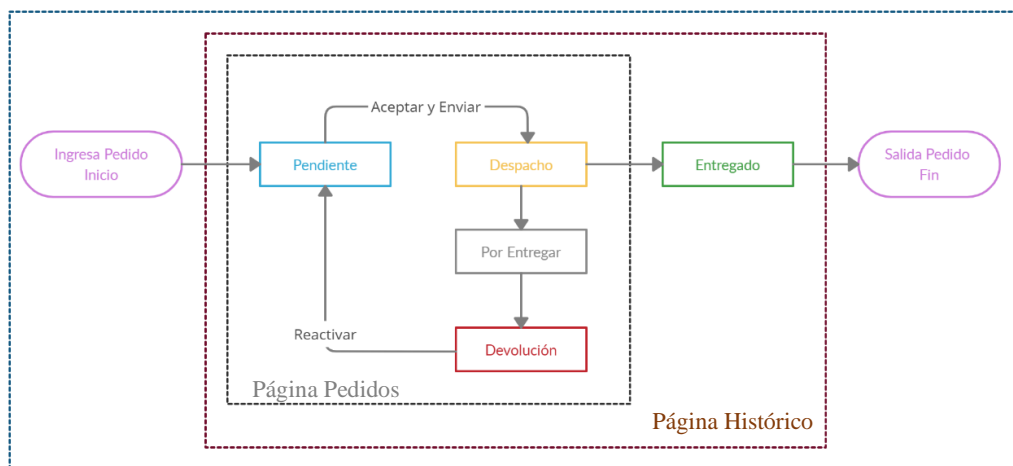 Aceptar y Enviar
Ingresa Pedido
Inicio
Pendiente
Despacho
Entregado
Salida Pedido
Fin
Por Entregar
Reactivar
Devolución
Página Pedidos
Página Histórico